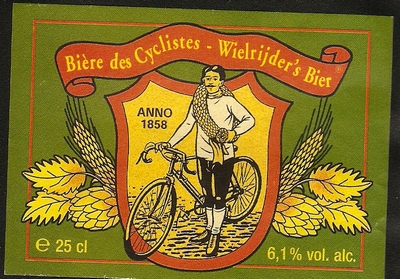 Bière des Cyclistes - Wielrijder's Bier
ANNO
1858
e 25 cl
6,1% vol. alc.